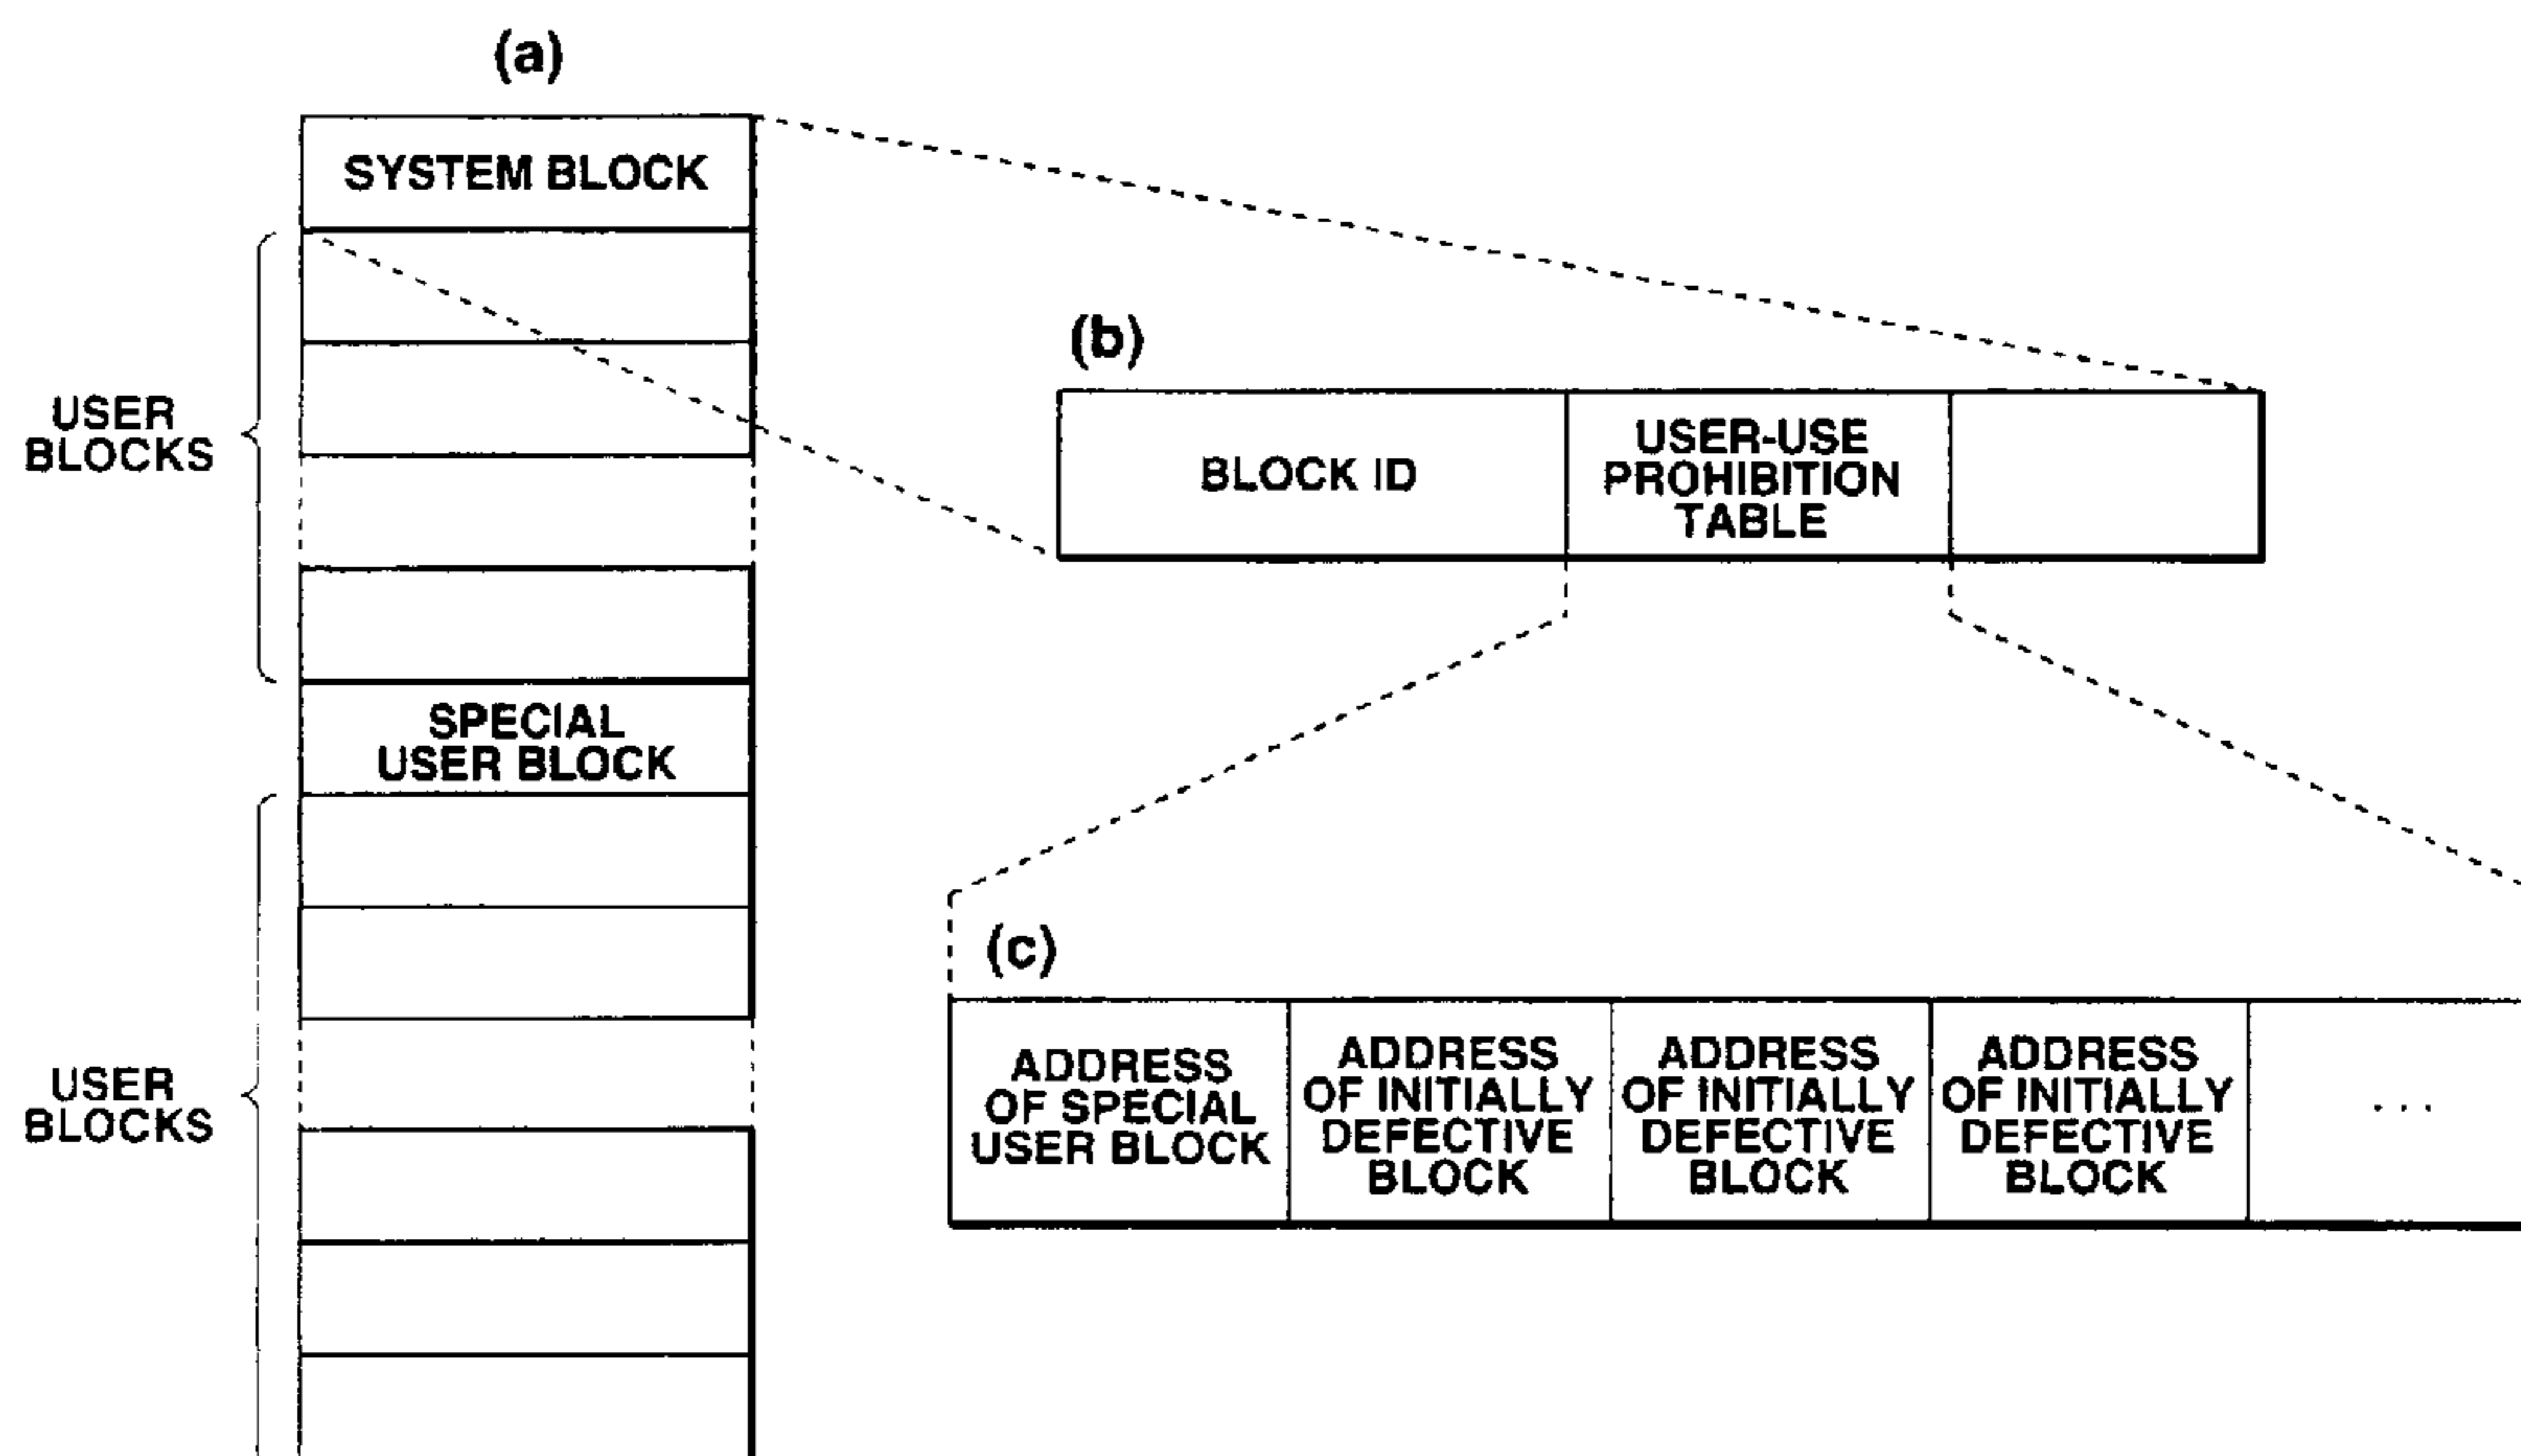 (a)
SYSTEM BLOCK
USER
BLOCKS
SPECIAL
USER BLOCK
USER
BLOCKS
(b)
BLOCK ID
USER-USE
PROHIBITION
TABLE
(c)
ADDRESS
OF SPECIAL
USER BLOCK
ADDRESS
OF INITIALLY
DEFECTIVE
BLOCK
ADDRESS
OF INITIALLY
DEFECTIVE
BLOCK
ADDRESS
OF INITIALLY
DEFECTIVE
BLOCK
...